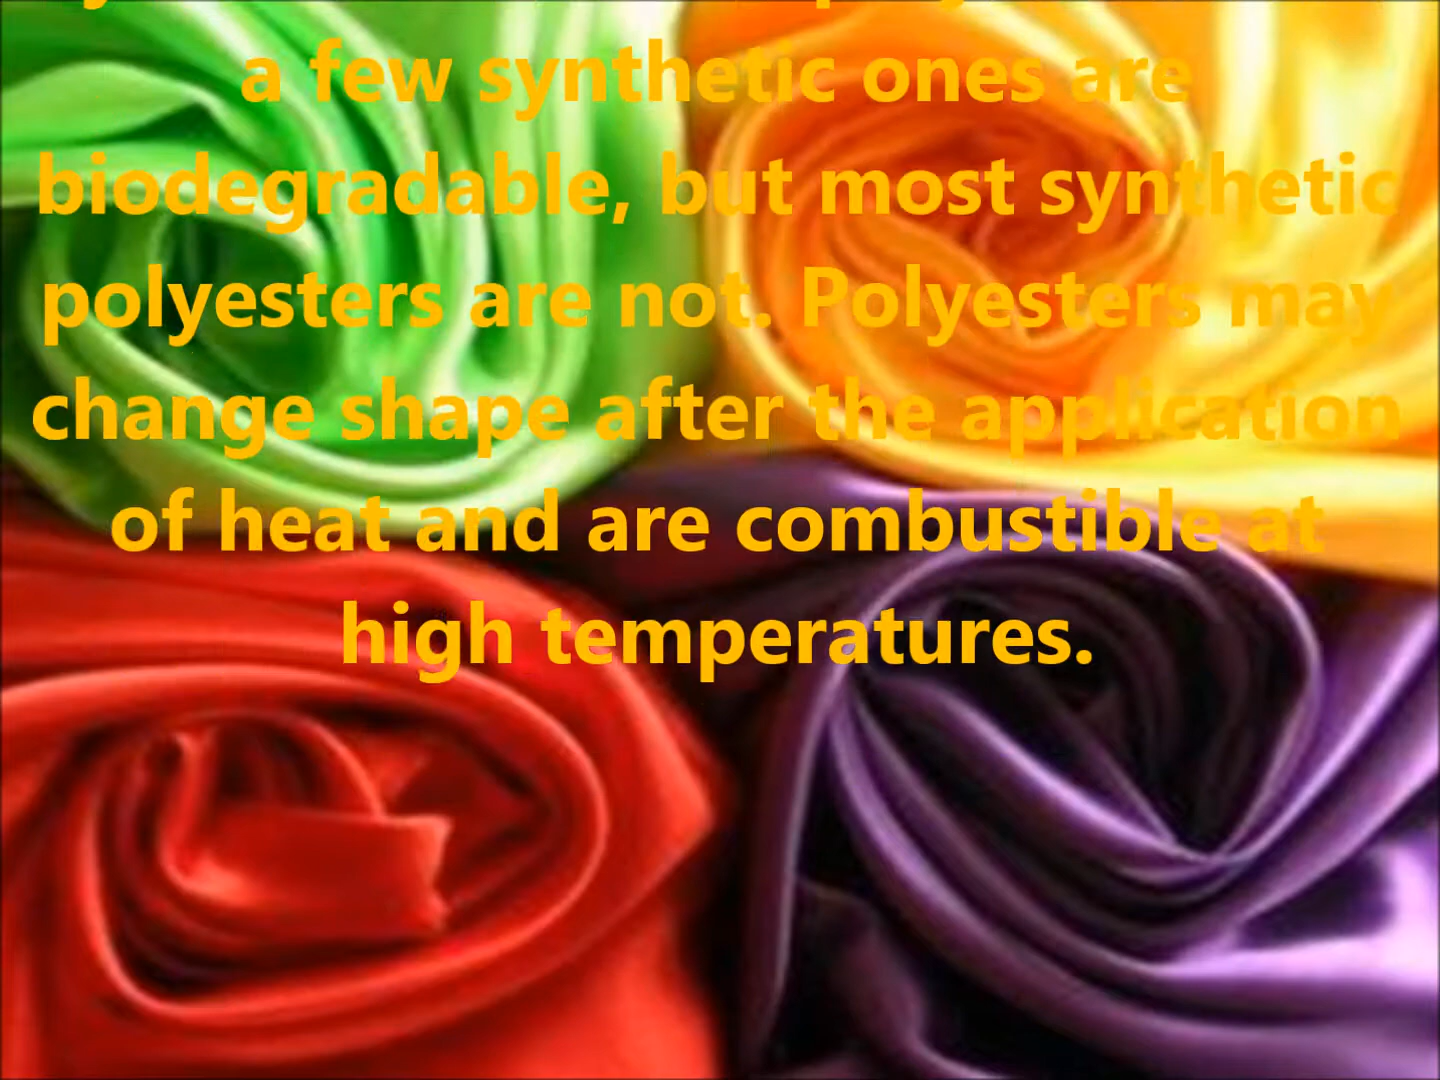 a few synthetic ones are
biodegradable, but most synthetic
polyesters are not. Polyesters may
change shape after the application
of heat and are combustible at
high temperatures.